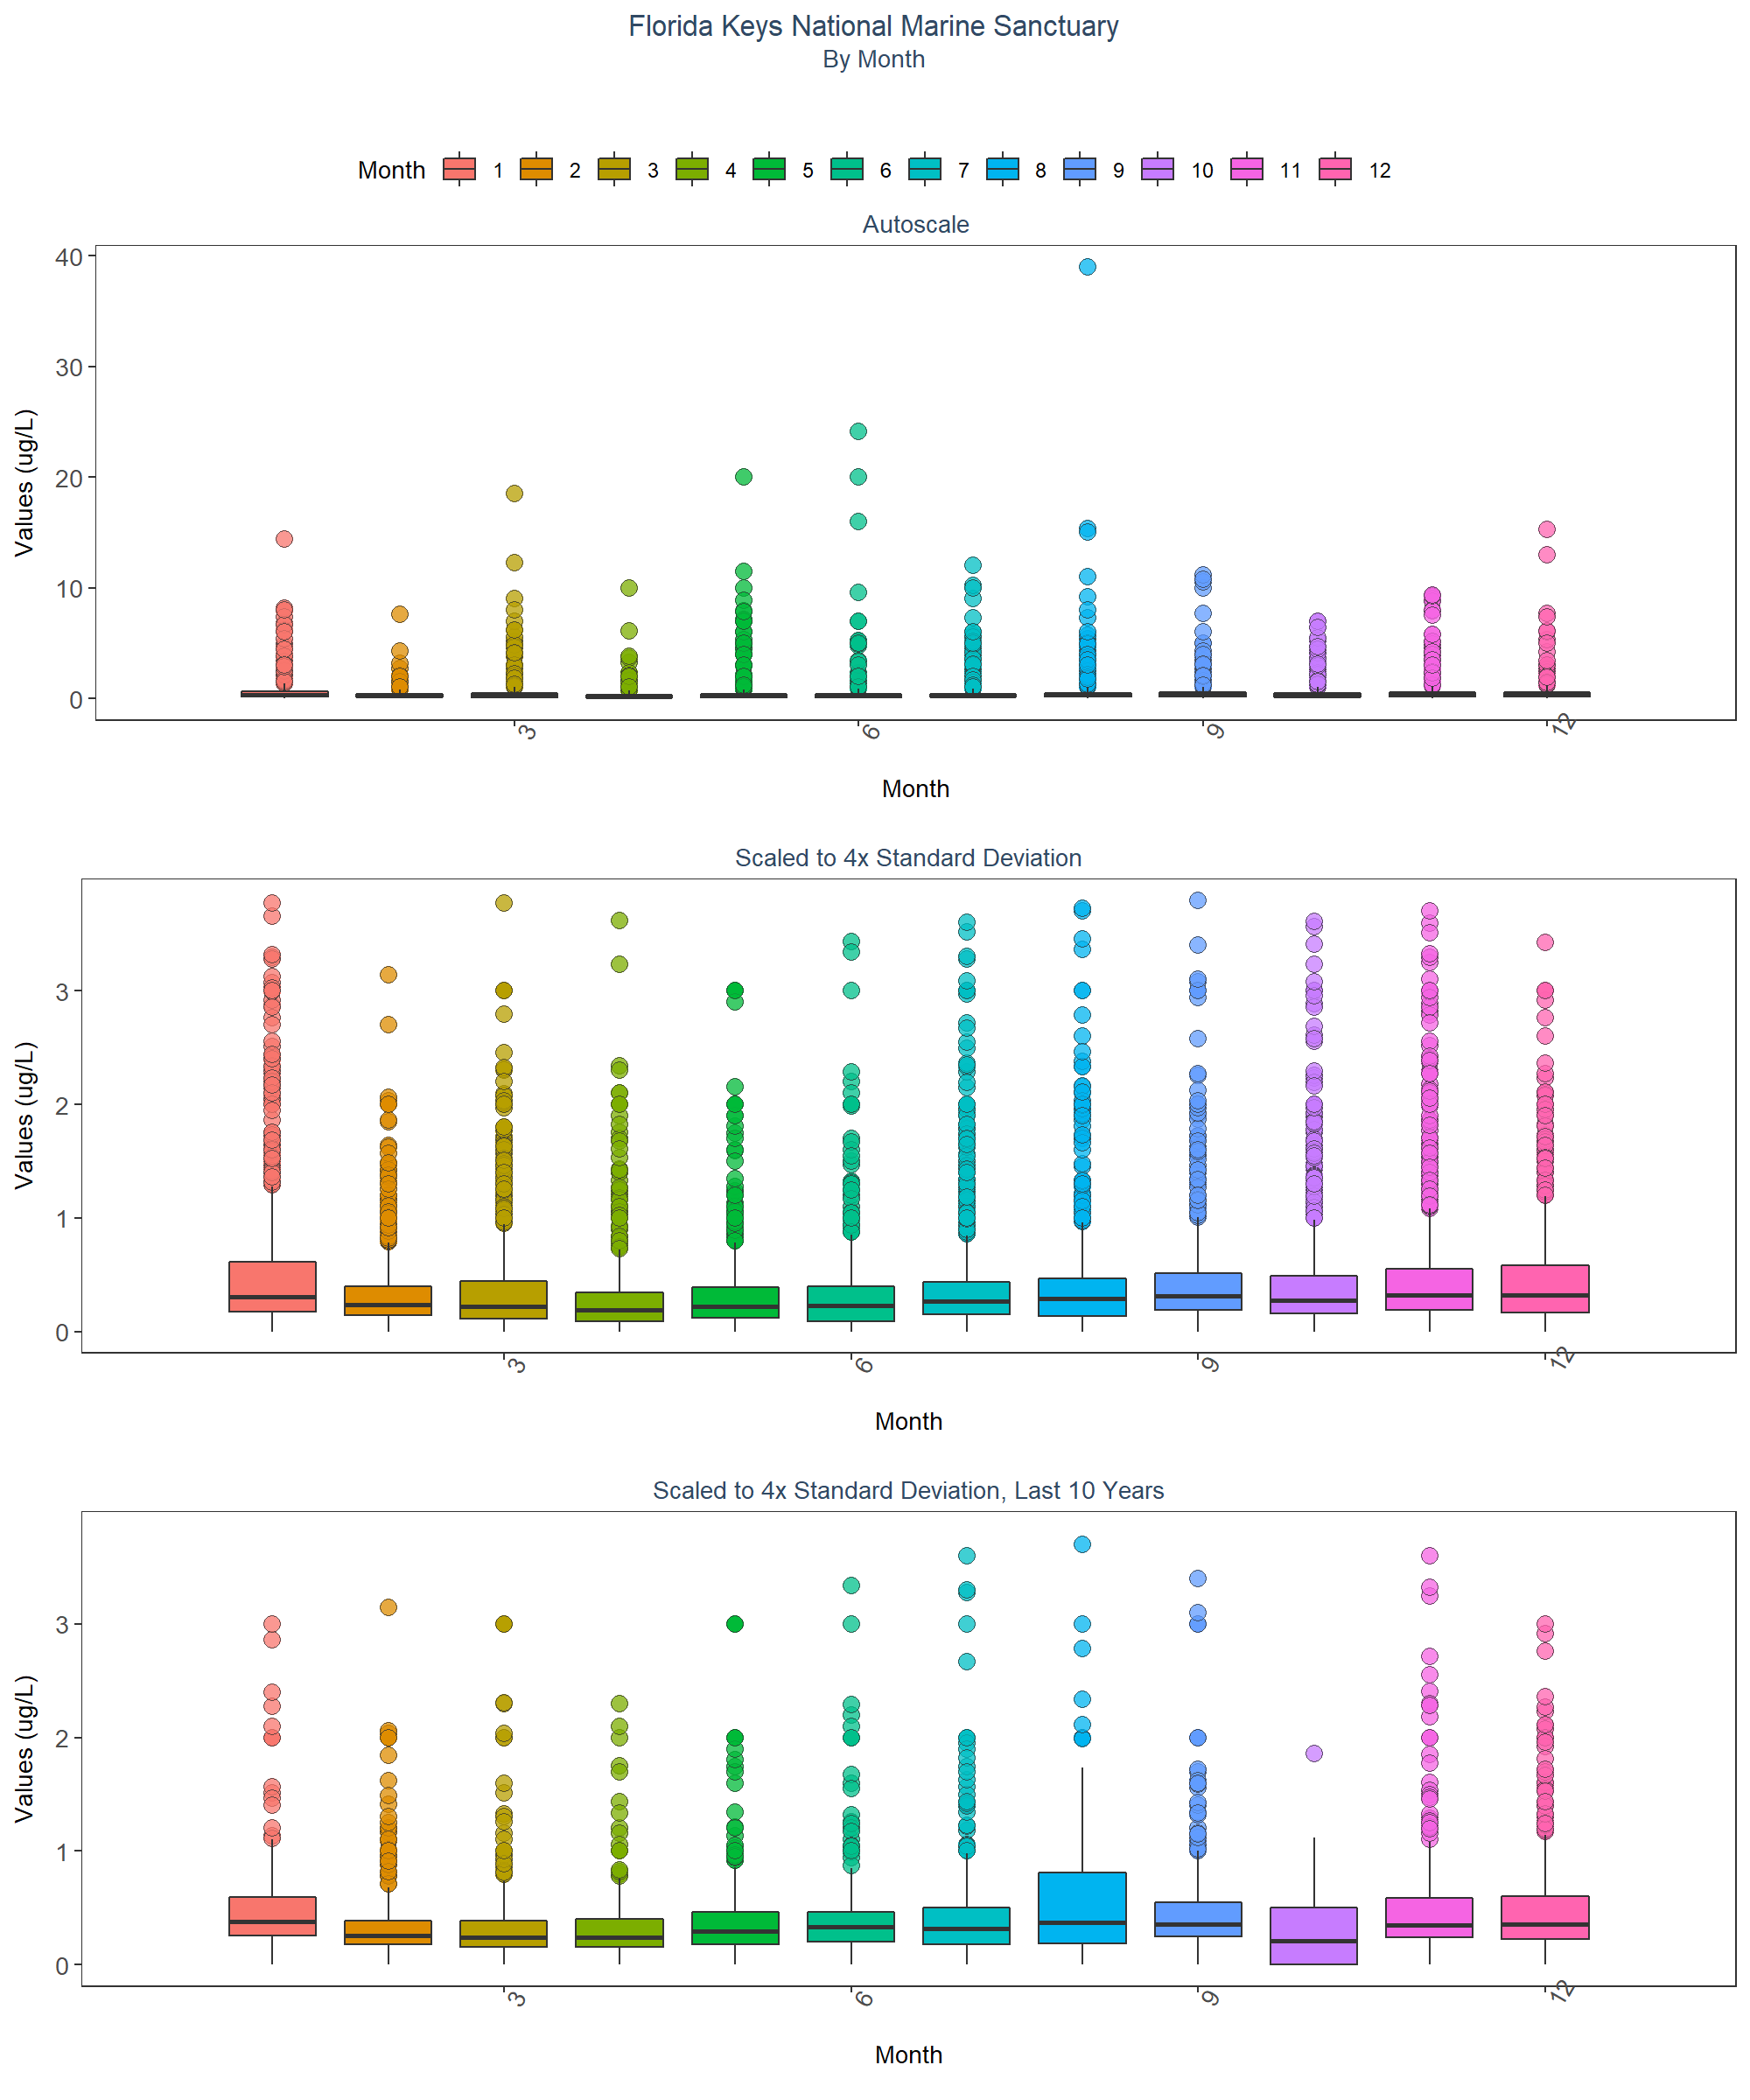 Florida Keys National Marine Sanctuary
By Month
Month 1 2 3 4 5 6 7 8 9 10 11 12
Autoscale
Values (ug/L)
40
30
20
10
0
3 6 9 12
Month
Scaled to 4x Standard Deviation
Values (ug/L)
3
2
1
0
3 6 9 12
Month
Scaled to 4x Standard Deviation, Last 10 Years
Values (ug/L)
3
2
1
0
3 6 9 12
Month